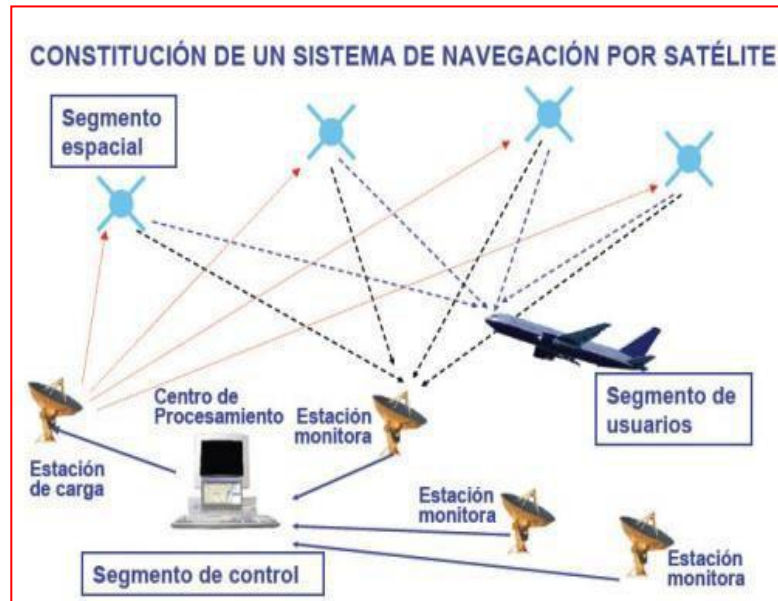 CONSTITUCIÓN DE UN SISTEMA DE NAVEGACIÓN POR SATÉLITE
Segmento
espacial
Centro de
Procesamiento
Estación
monitora
Segmento de
usuarios
Estación
de carga
Estación
monitora
Estación
monitora
Segmento de control